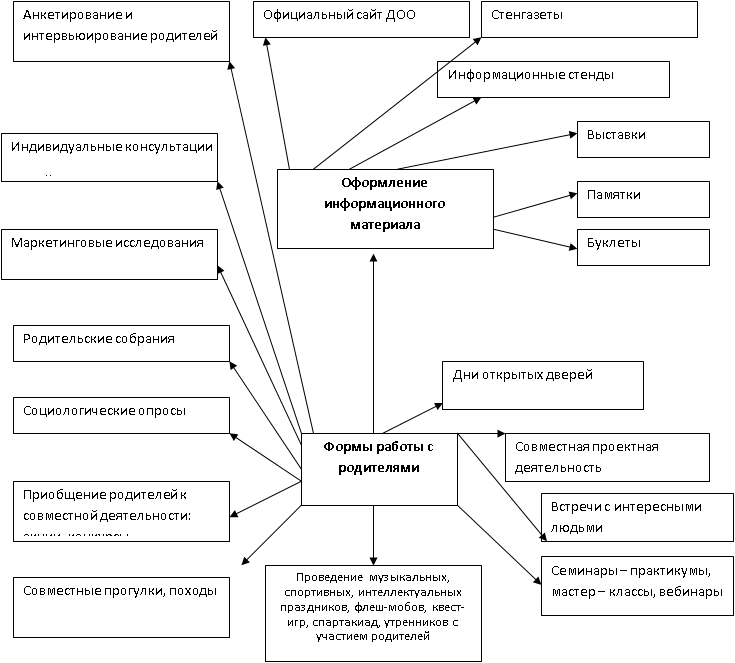 Анкетирование и
интервьюирование родителей
Официальный сайт ДОО
Стенгазеты
Информационные стенды
Индивидуальные консультации
Выставки
Оформление
информационного
материала
Памятки
Маркетинговые исследования
Буклеты
Родительские собрания
Дни открытых дверей
Социологические опросы
Формы работы с
родителями
Совместная проектная
деятельность
Приобщение родителей к
совместной деятельности:
Встречи с интересными
людьми
Совместные прогулки, походы
Проведение музыкальных,
спортивных, интеллектуальных
праздников, флеш-мобов, квест-
игр, спартакиад, утренников с
участием родителей
Семинары – практикумы,
мастер – классы, вебинары